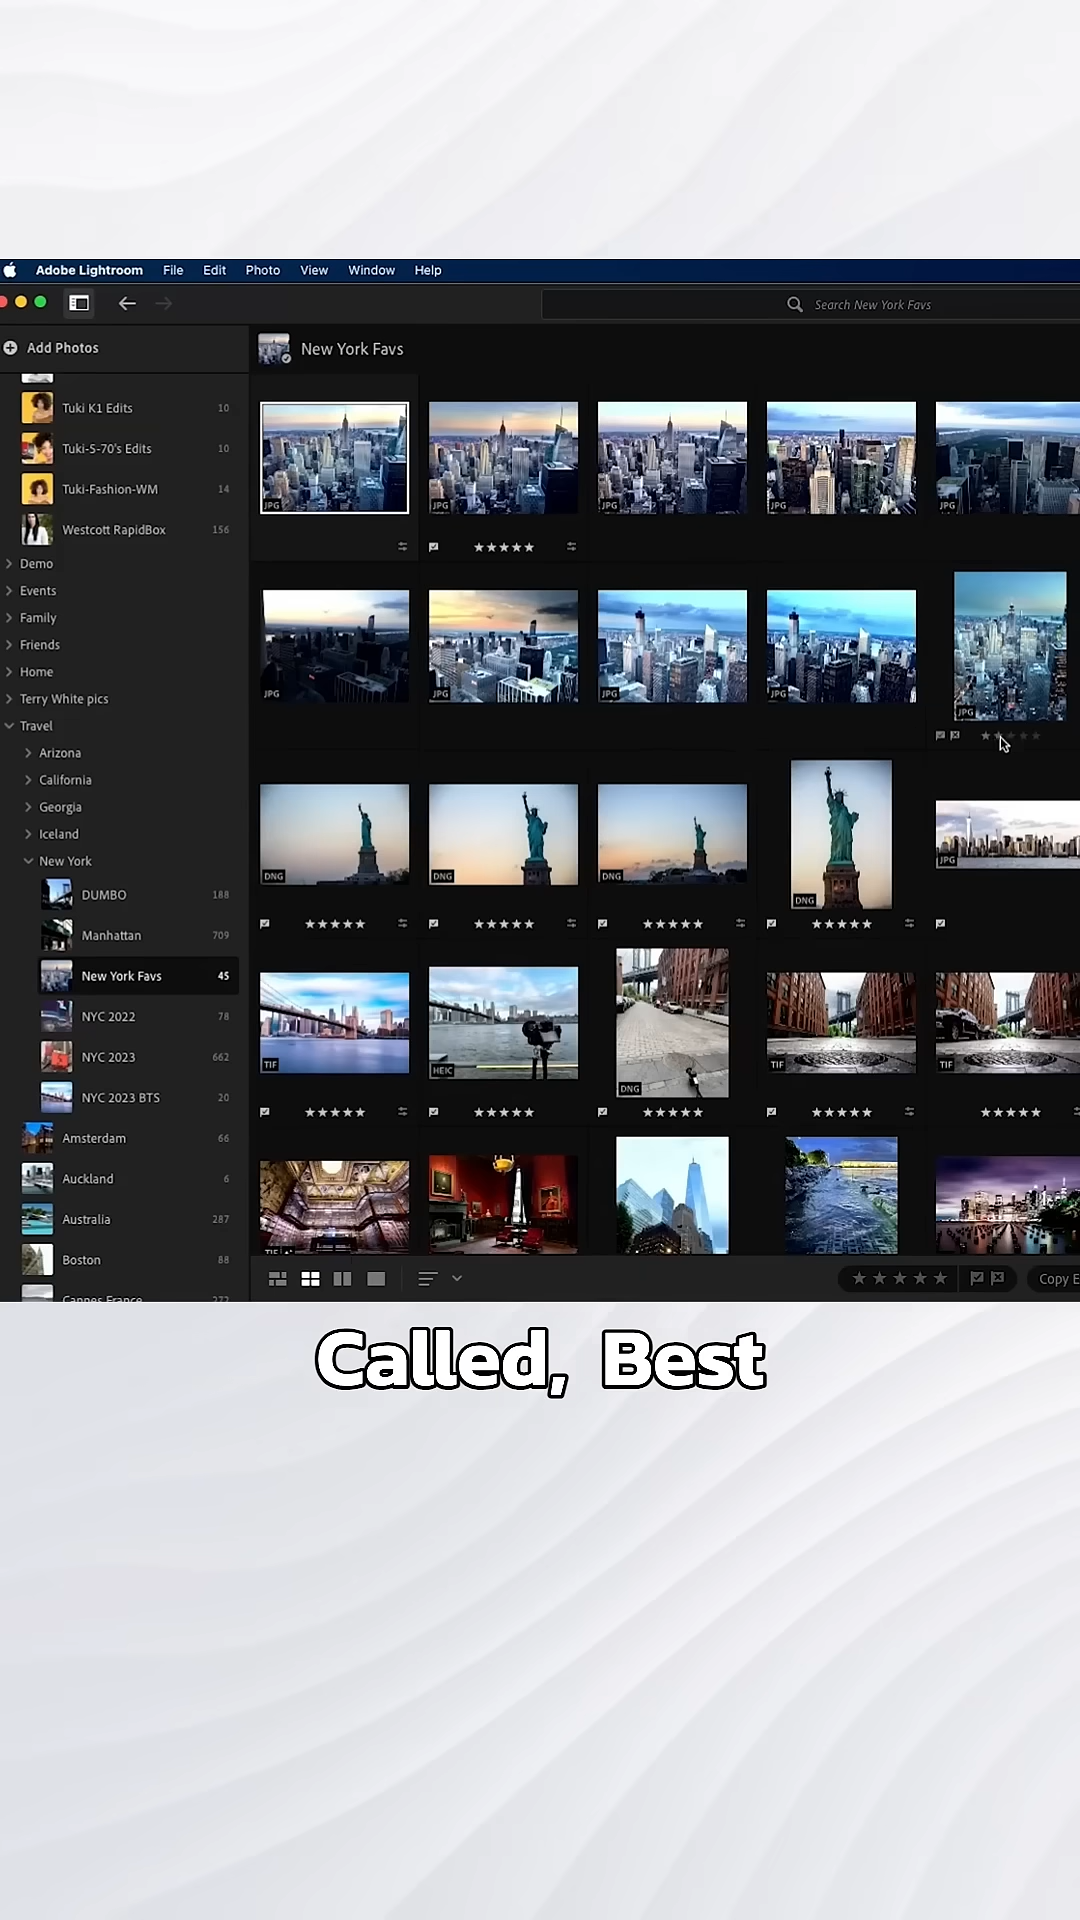 Adobe Lightroom File Edit Photo View Window Help
Search New York Favs
Add Photos
New York Favs
Tuki K1 Edits 10
Tuki-S-70's Edits 10
Tuki-Fashion-WM 14
Westcott RapidBox 156
Demo
Events
Family
Friends
Home
Terry White pics
Travel
Arizona
California
Georgia
Iceland
New York
DUMBO 188
Manhattan 709
New York Favs 45
NYC 2022 78
NYC 2023 662
NYC 2023 BTS 20
Amsterdam 66
Auckland 6
Australia 287
Boston 88
Cannes France 272
JPG JPG JPG JPG JPG
JPG JPG JPG JPG JPG
DNG DNG DNG DNG JPG
TIF HEIC DNG TIF TIF
TIF
Copy E
Called, Best